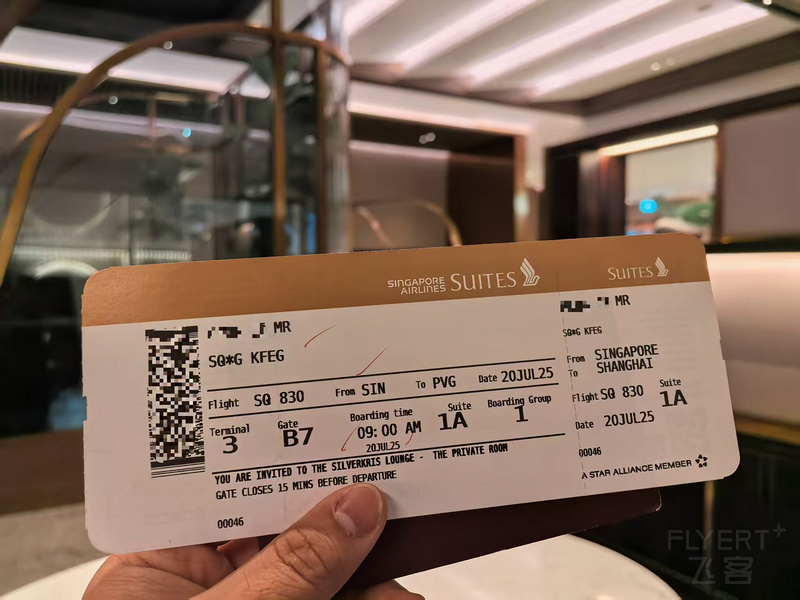 SINGAPORE AIRLINES SUITES
MR
SQ*G KFEG
Flight SQ 830 From SIN To PVG Date 20JUL25
Terminal 3 Gate B7 Boarding time 09:00 AM 20JUL25 Suite 1A Boarding Group 1
YOU ARE INVITED TO THE SILVERKRIS LOUNGE - THE PRIVATE ROOM
GATE CLOSES 15 MINS BEFORE DEPARTURE
00046
SUITES
MR
SQ*G KFEG
From SINGAPORE
To SHANGHAI
Flight SQ 830 Suite 1A
Date 20JUL25
00046
A STAR ALLIANCE MEMBER
FLYERT+
飞客